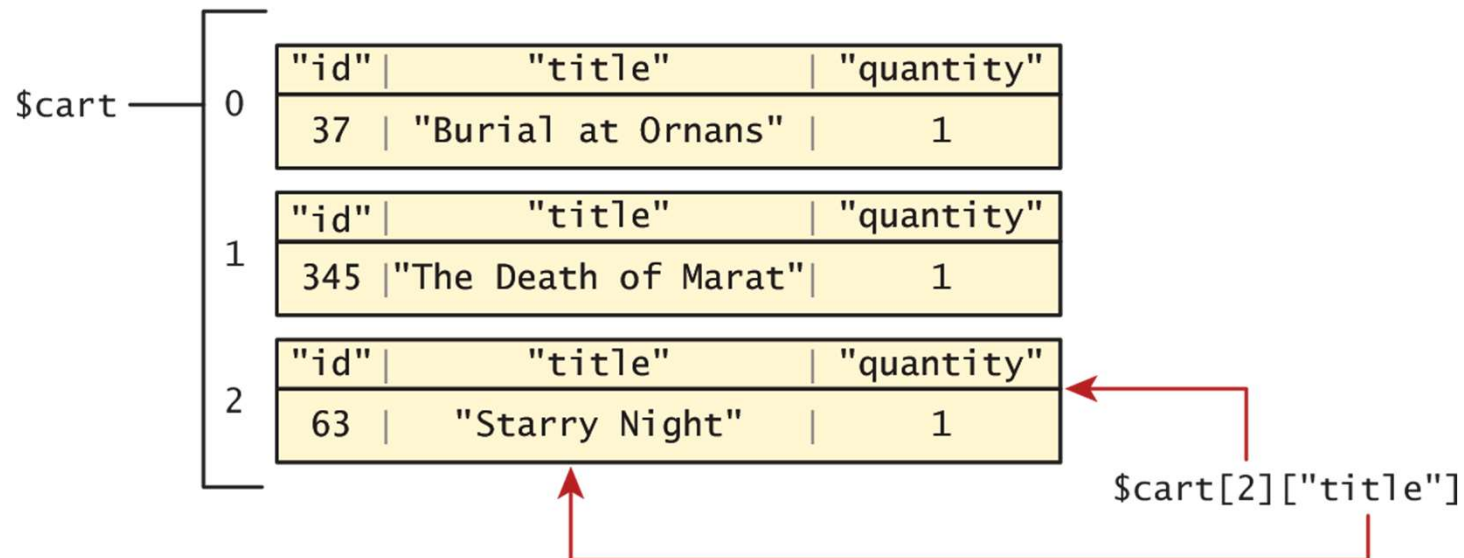 "id"| "title" | "quantity"
$cart 0
37 | "Burial at Ornans" | 1
"id"| "title" | "quantity"
1
345 |"The Death of Marat"| 1
"id"| "title" | "quantity"
2
63 | "Starry Night" | 1
$cart[2]["title"]